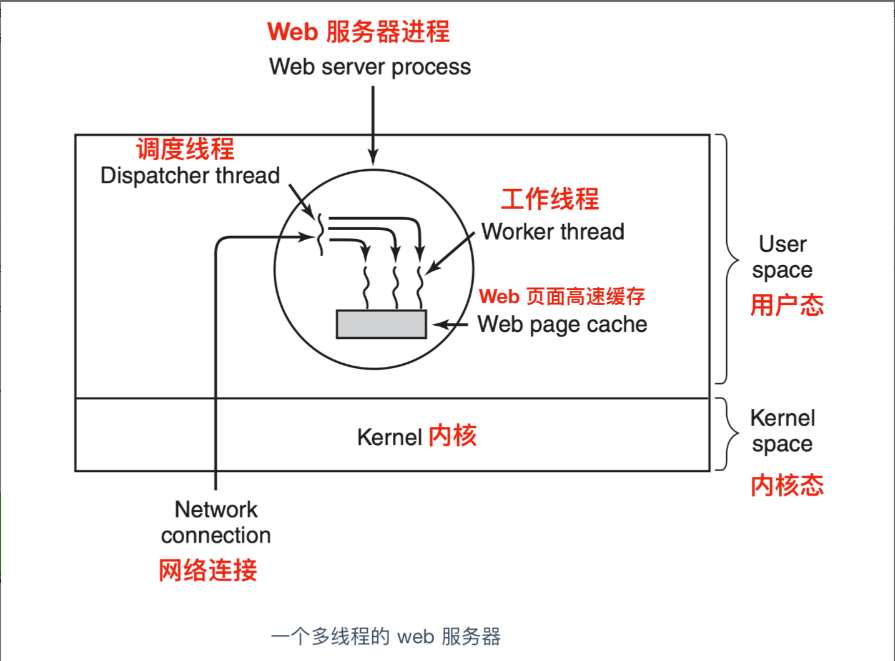 Web 服务器进程
Web server process
调度线程
Dispatcher thread
工作线程
Worker thread
Web 页面高速缓存
Web page cache
User
space
用户态
Kernel 内核
Kernel
space
内核态
Network
connection
网络连接
一个多线程的 web 服务器